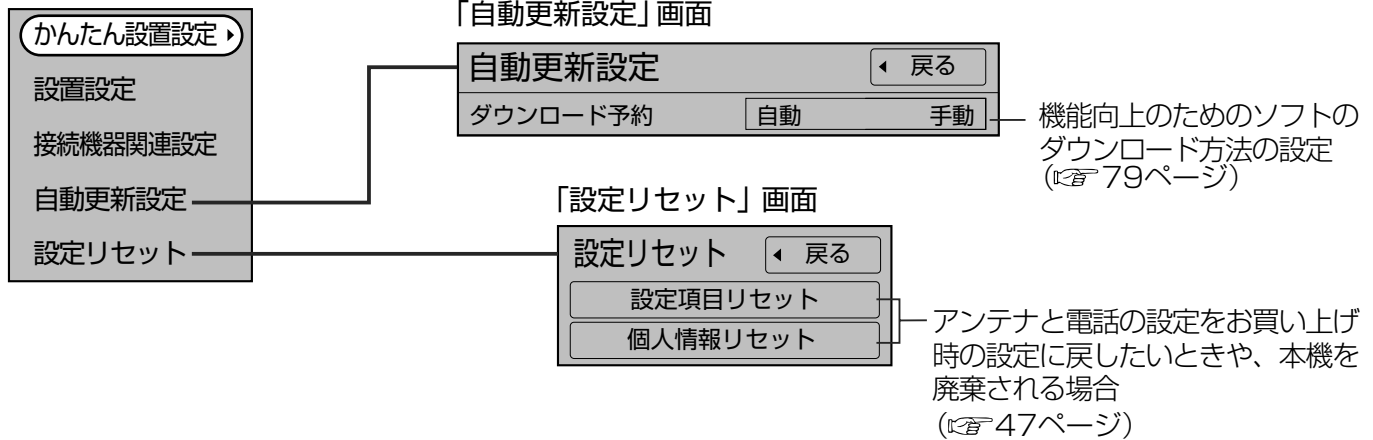 かんたん設置設定
設置設定
接続機器関連設定
自動更新設定
設定リセット
「自動更新設定」画面
自動更新設定 戻る
ダウンロード予約 自動 手動
機能向上のためのソフトの
ダウンロード方法の設定
(☞79ページ)
「設定リセット」画面
設定リセット 戻る
設定項目リセット
個人情報リセット
アンテナと電話の設定をお買い上げ
時の設定に戻したいときや、本機を
廃棄される場合
(☞47ページ)